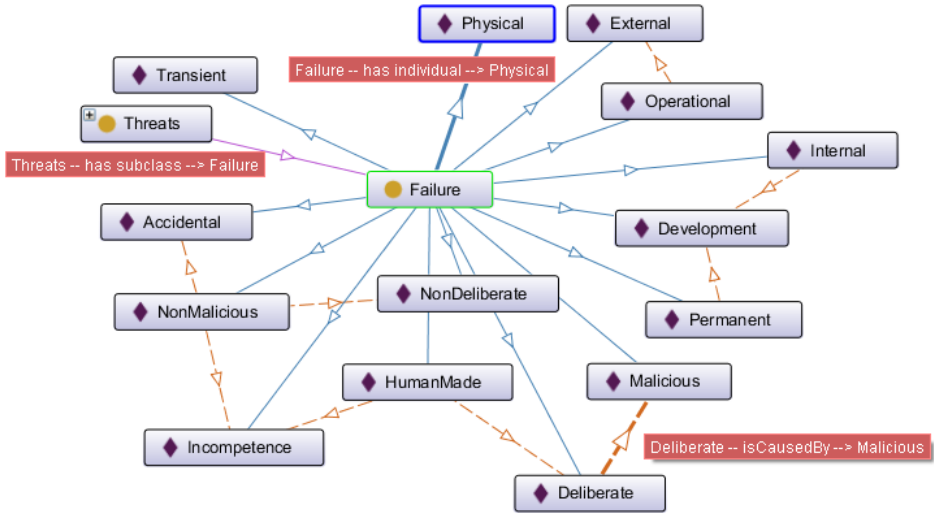 Physical
External
Failure -- has individual --> Physical
Transient
Operational
Threats
Internal
Threats -- has subclass --> Failure
Failure
Accidental
Development
NonDeliberate
NonMalicious
Permanent
HumanMade
Malicious
Incompetence
Deliberate -- isCausedBy --> Malicious
Deliberate